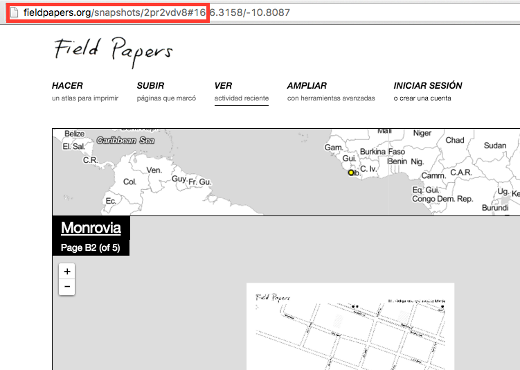 fieldpapers.org/snapshots/2pr2vdv8#16/6.3158/-10.8087
Field Papers
HACER SUBIR VER AMPLIAR INICIAR SESIÓN
un atlas para imprimir páginas que marcó actividad reciente con herramientas avanzadas o crear una cuenta
Belize Mali Niger
Caribbean Sea Chad Sudan
El. Sal. Gam. Burkina Faso
C.R. Gui. Benin Nig.
Ven. C. Iv. Camrn. C.A.R.
Col. Guy. Fr. Gu.
Eq. Gui. Ug. Ke
Ec. Congo Dem. Rep.
Burundi
Monrovia
Page B2 (of 5)
+
−
Field Papers